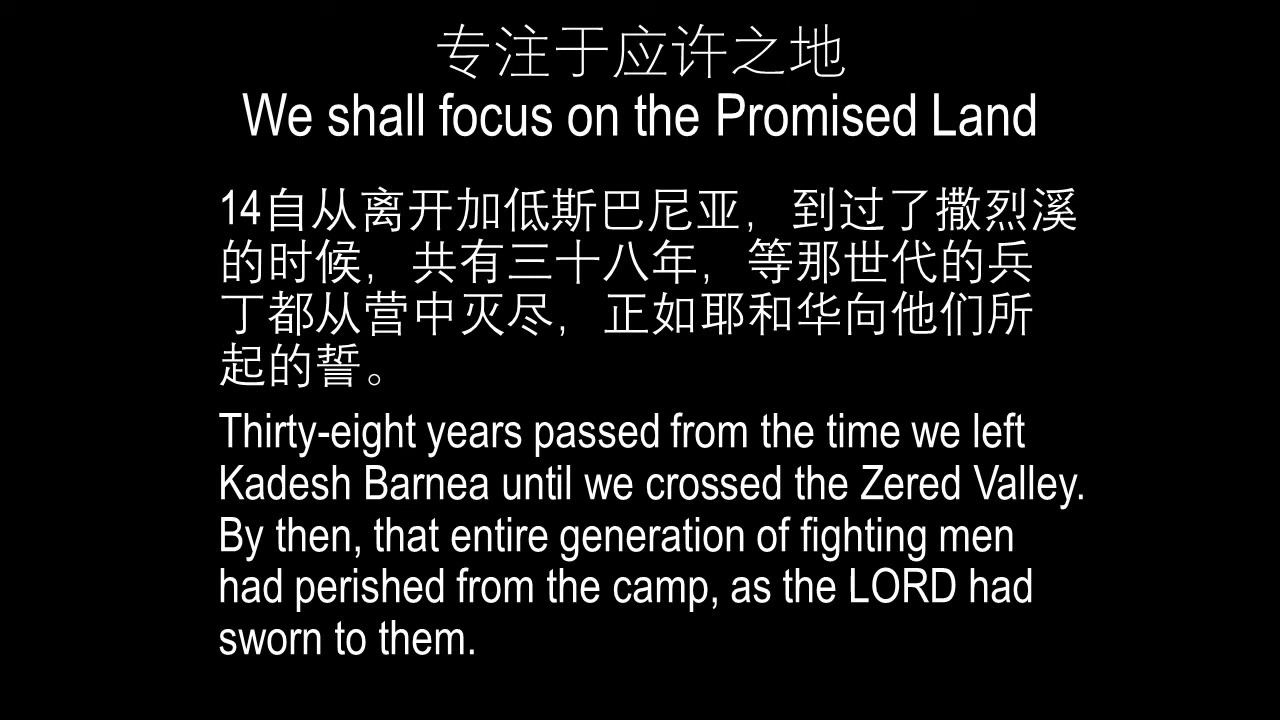 专注于应许之地
We shall focus on the Promised Land
14自从离开加低斯巴尼亚，到过了撒烈溪
的时候，共有三十八年，等那世代的兵
丁都从营中灭尽，正如耶和华向他们所
起的誓。
Thirty-eight years passed from the time we left
Kadesh Barnea until we crossed the Zered Valley.
By then, that entire generation of fighting men
had perished from the camp, as the LORD had
sworn to them.